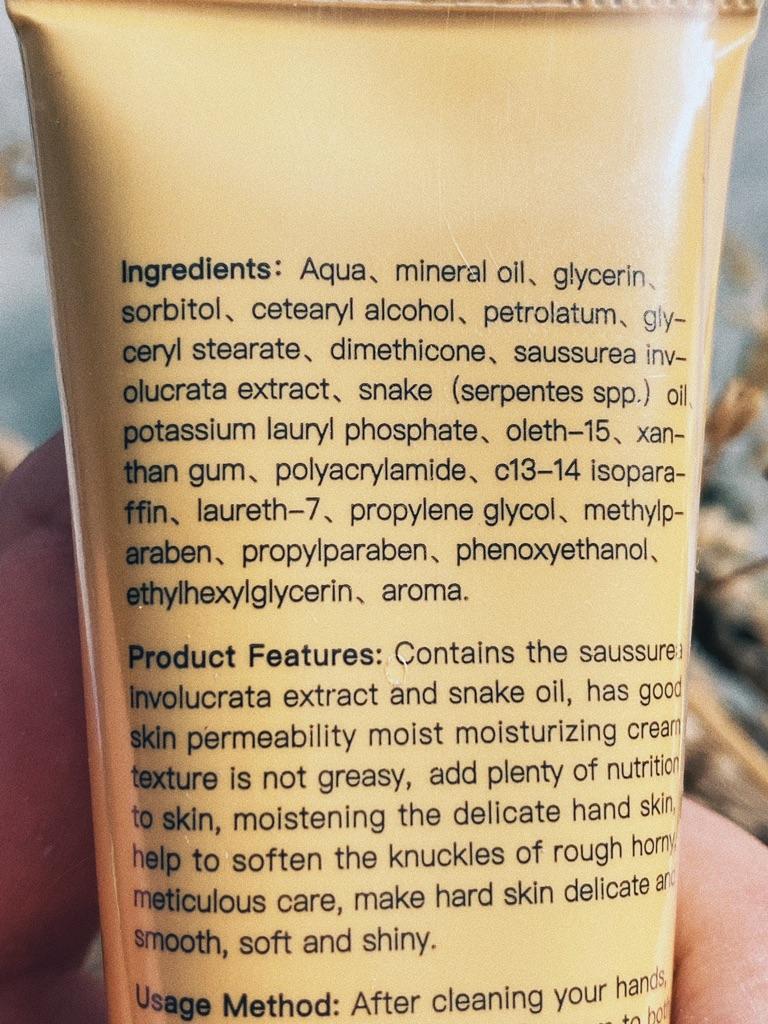 Ingredients: Aqua、mineral oil、glycerin、
sorbitol、cetearyl alcohol、petrolatum、gly-
ceryl stearate、dimethicone、saussurea inv-
olucrata extract、snake（serpentes spp.）oil
potassium lauryl phosphate、oleth-15、xan-
than gum、polyacrylamide、c13-14 isopara-
ffin、laureth-7、propylene glycol、methylp-
araben、propylparaben、phenoxyethanol、
ethylhexylglycerin、aroma.
Product Features: Contains the saussurea
involucrata extract and snake oil, has good
skin permeability moist moisturizing cream
texture is not greasy, add plenty of nutrition
to skin, moistening the delicate hand skin,
help to soften the knuckles of rough horny,
meticulous care, make hard skin delicate and
smooth, soft and shiny.
Usage Method: After cleaning your hands,
to both